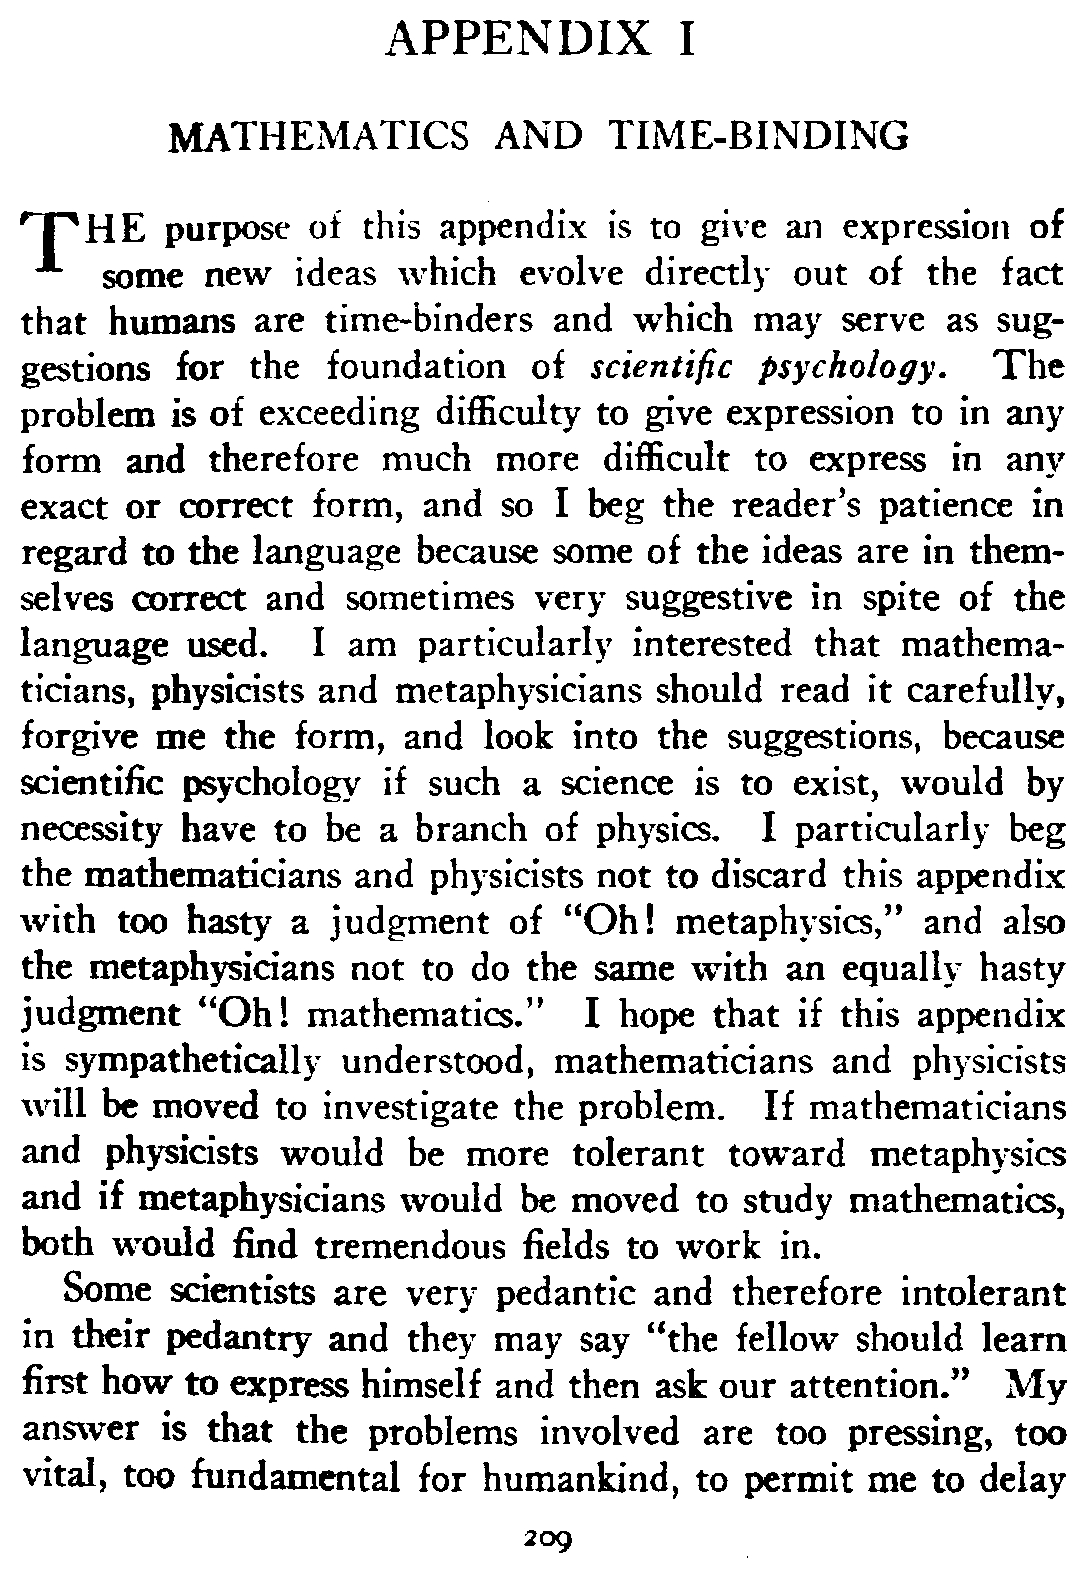 APPENDIX I
MATHEMATICS AND TIME-BINDING
THE purpose of this appendix is to give an expression of
some new ideas which evolve directly out of the fact
that humans are time-binders and which may serve as sug-
gestions for the foundation of scientific psychology. The
problem is of exceeding difficulty to give expression to in any
form and therefore much more difficult to express in any
exact or correct form, and so I beg the reader's patience in
regard to the language because some of the ideas are in them-
selves correct and sometimes very suggestive in spite of the
language used. I am particularly interested that mathema-
ticians, physicists and metaphysicians should read it carefully,
forgive me the form, and look into the suggestions, because
scientific psychology if such a science is to exist, would by
necessity have to be a branch of physics. I particularly beg
the mathematicians and physicists not to discard this appendix
with too hasty a judgment of "Oh! metaphysics," and also
the metaphysicians not to do the same with an equally hasty
judgment "Oh! mathematics." I hope that if this appendix
is sympathetically understood, mathematicians and physicists
will be moved to investigate the problem. If mathematicians
and physicists would be more tolerant toward metaphysics
and if metaphysicians would be moved to study mathematics,
both would find tremendous fields to work in.
Some scientists are very pedantic and therefore intolerant
in their pedantry and they may say "the fellow should learn
first how to express himself and then ask our attention." My
answer is that the problems involved are too pressing, too
vital, too fundamental for humankind, to permit me to delay
209